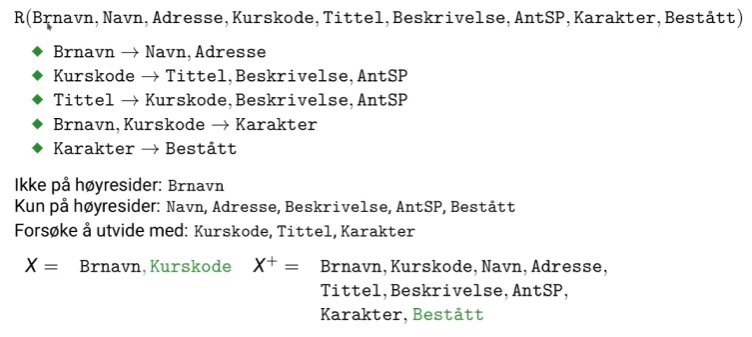 R(Brnavn, Navn, Adresse, Kurskode, Tittel, Beskrivelse, AntSP, Karakter, Bestått)
◆ Brnavn → Navn, Adresse
◆ Kurskode → Tittel, Beskrivelse, AntSP
◆ Tittel → Kurskode, Beskrivelse, AntSP
◆ Brnavn, Kurskode → Karakter
◆ Karakter → Bestått
Ikke på høyresider: Brnavn
Kun på høyresider: Navn, Adresse, Beskrivelse, AntSP, Bestått
Forsøke å utvide med: Kurskode, Tittel, Karakter
X = Brnavn, Kurskode X⁺ = Brnavn, Kurskode, Navn, Adresse,
Tittel, Beskrivelse, AntSP,
Karakter, Bestått